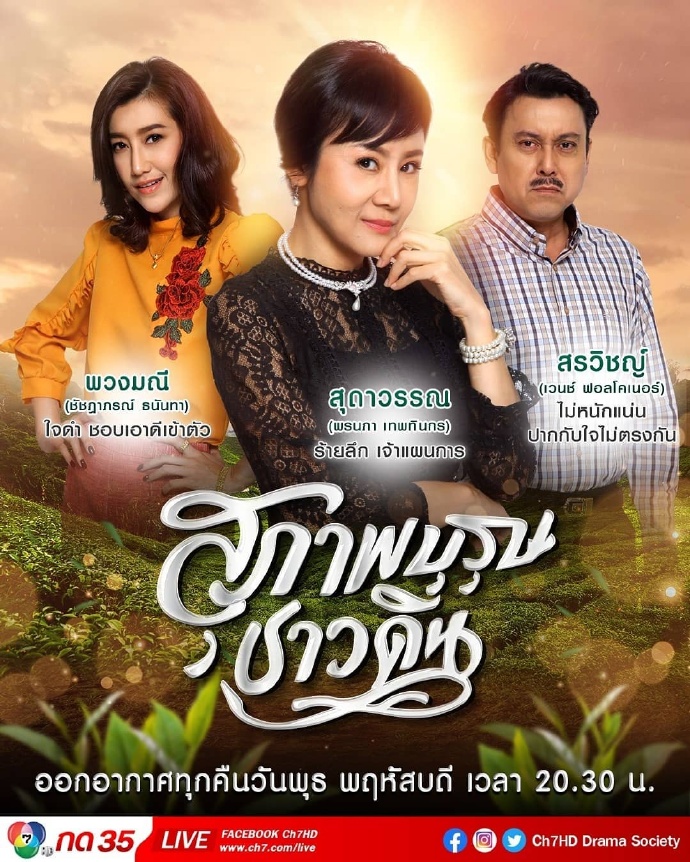 พวงมณี
(ชัชฎาภรณ์ ธนันทา)
ใจดำ ชอบเอาดีเข้าตัว
สุดาวรรณ
(พรนภา เทพทินกร)
ร้ายลึก เจ้าแผนการ
สรวิชญ์
(เวนช์ ฟอลโคเนอร์)
ไม่หนักแน่น
ปากกับใจไม่ตรงกัน
สุภาพบุรุษ
ชาวดิน
ออกอากาศทุกคืนวันพุธ พฤหัสบดี เวลา 20.30 น.
7HD กด 35
LIVE
FACEBOOK Ch7HD
www.ch7.com/live
Ch7HD Drama Society